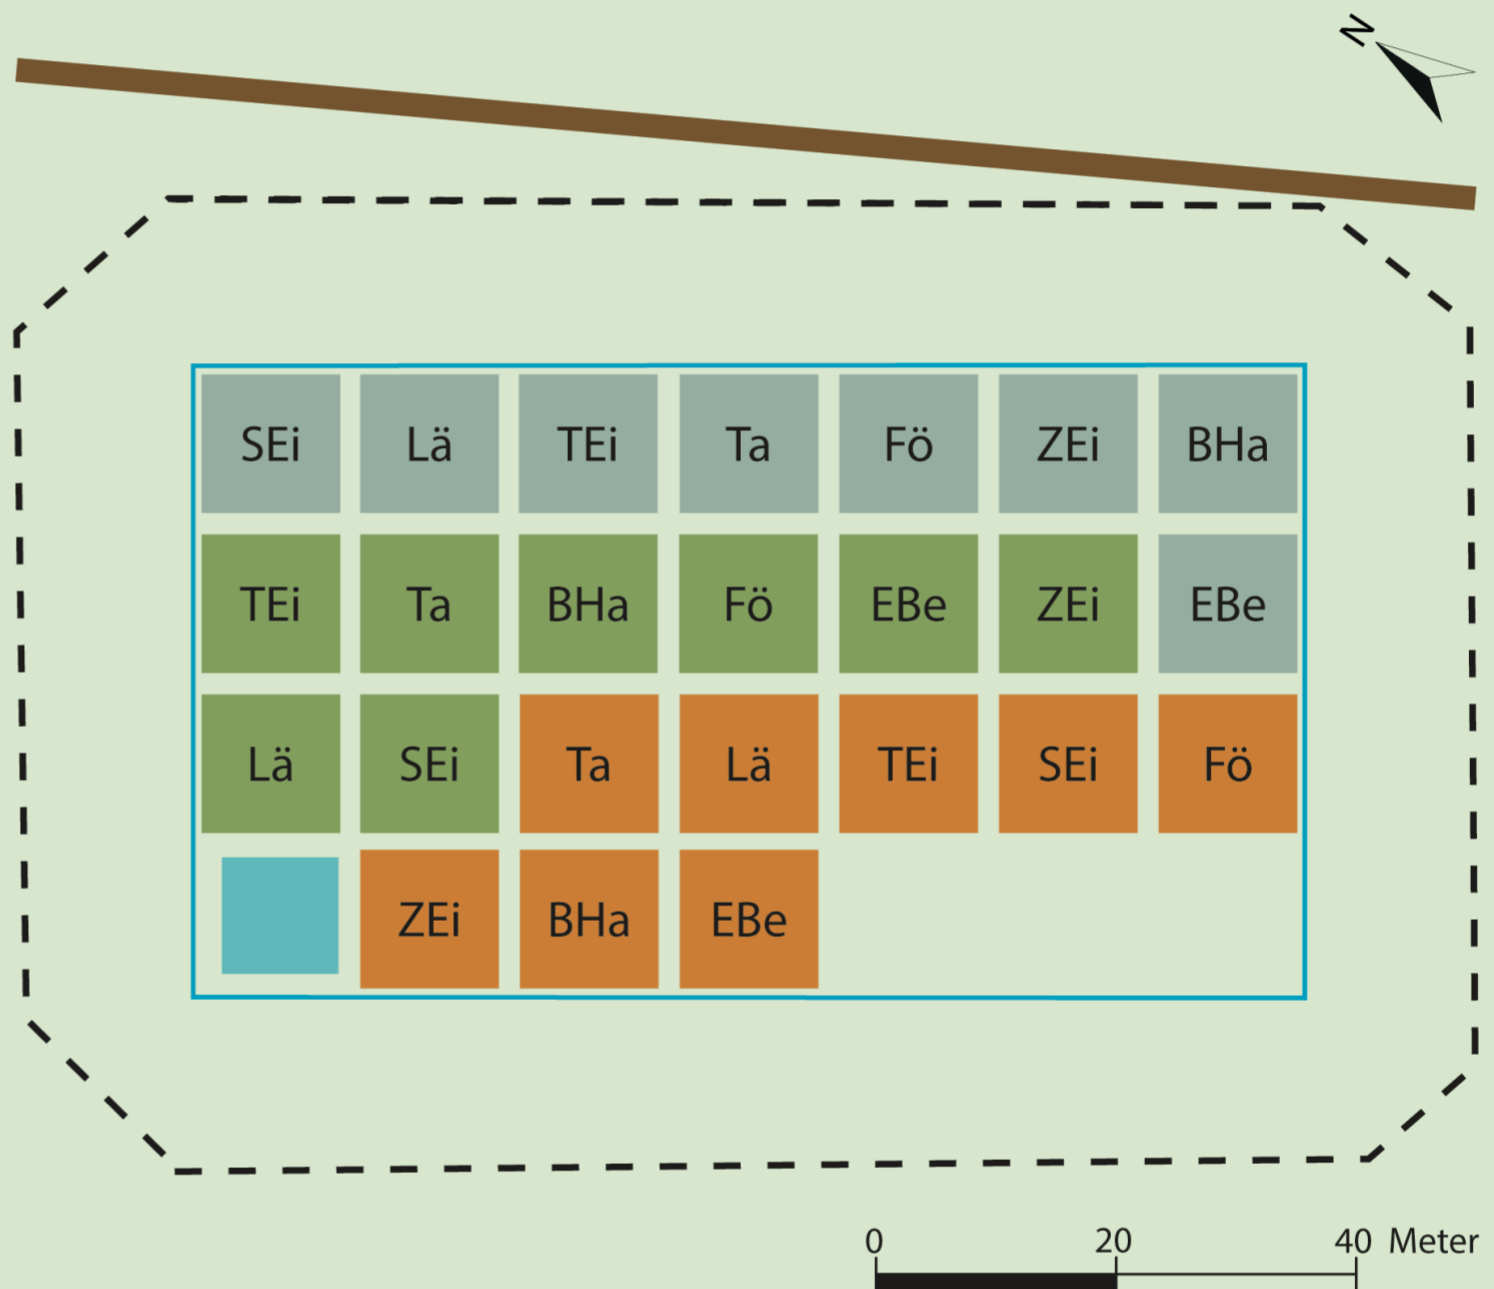 N
SEi Lä TEi Ta Fö ZEi BHa
TEi Ta BHa Fö EBe ZEi EBe
Lä SEi Ta Lä TEi SEi Fö
ZEi BHa EBe
0 20 40 Meter